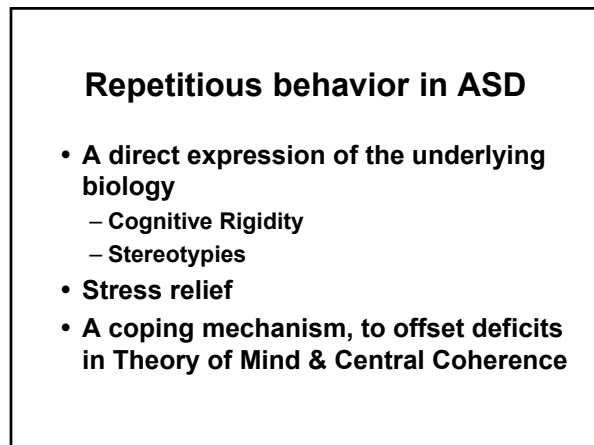 Repetitious behavior in ASD
• A direct expression of the underlying
biology
– Cognitive Rigidity
– Stereotypies
• Stress relief
• A coping mechanism, to offset deficits
in Theory of Mind & Central Coherence